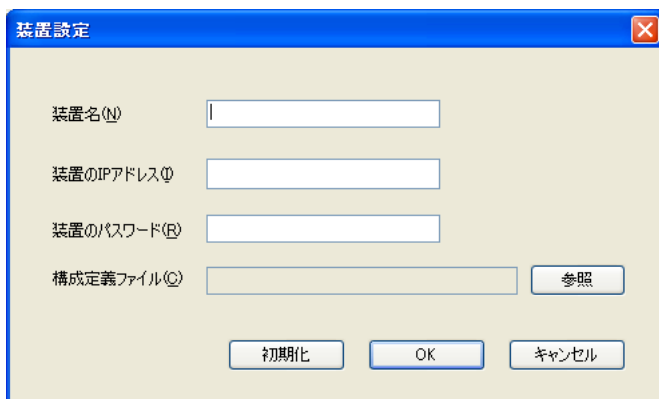 装置設定
装置名(N)
装置のIPアドレス(I)
装置のパスワード(R)
構成定義ファイル(C)
参照
初期化 OK キャンセル